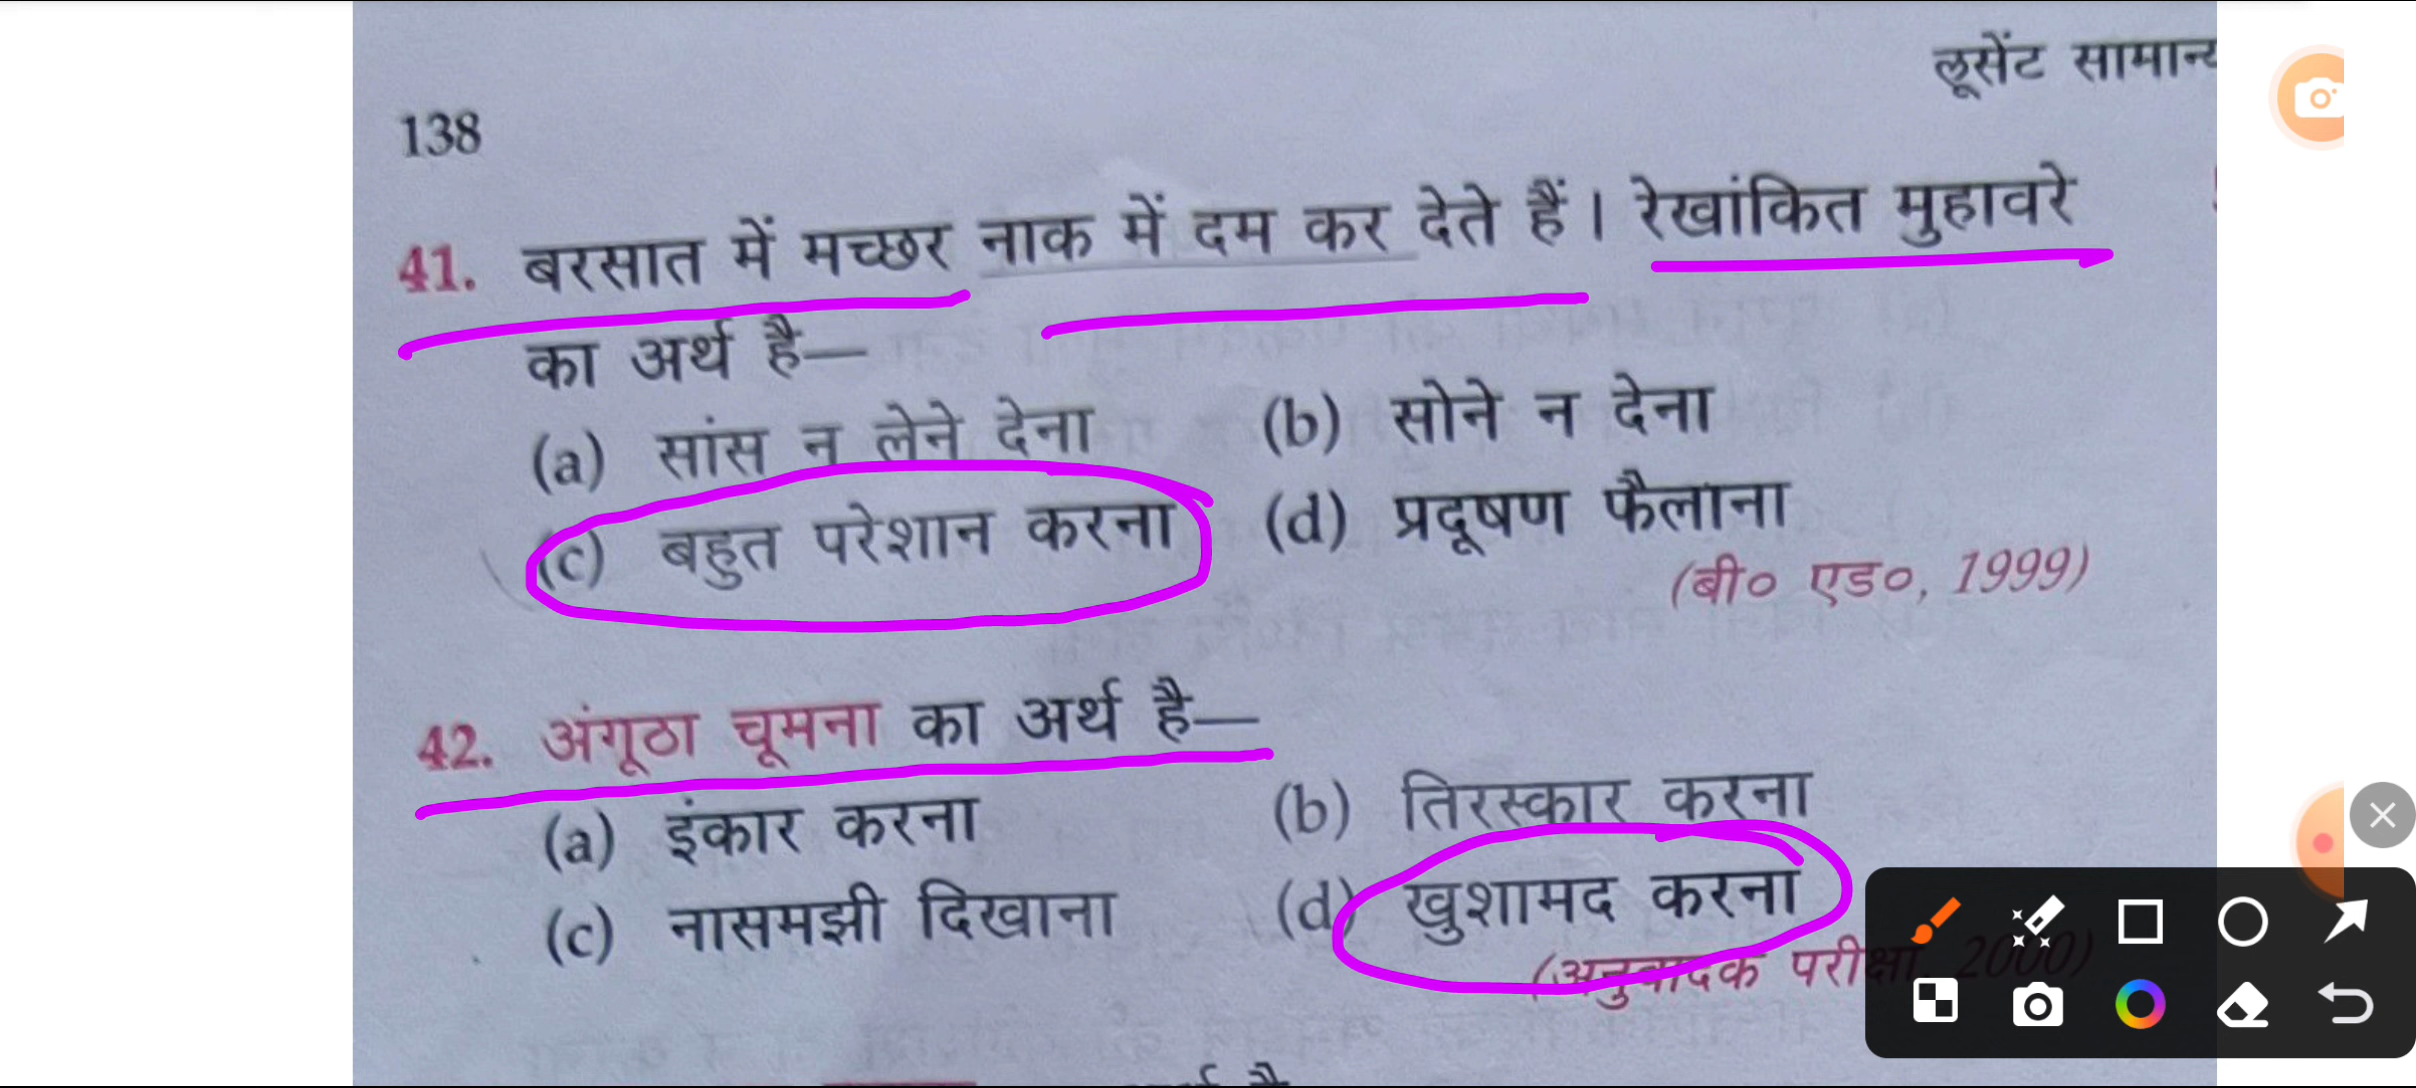 लूसेंट सामान्य
138
41. बरसात में मच्छर नाक में दम कर देते हैं। रेखांकित मुहावरे
का अर्थ है—
(a) सांस न लेने देना (b) सोने न देना
(c) बहुत परेशान करना (d) प्रदूषण फैलाना
(बी० एड०, 1999)
42. अंगूठा चूमना का अर्थ है—
(a) इंकार करना (b) तिरस्कार करना
(c) नासमझी दिखाना (d) खुशामद करना
(अनुवादक परीक्षा, 2000)